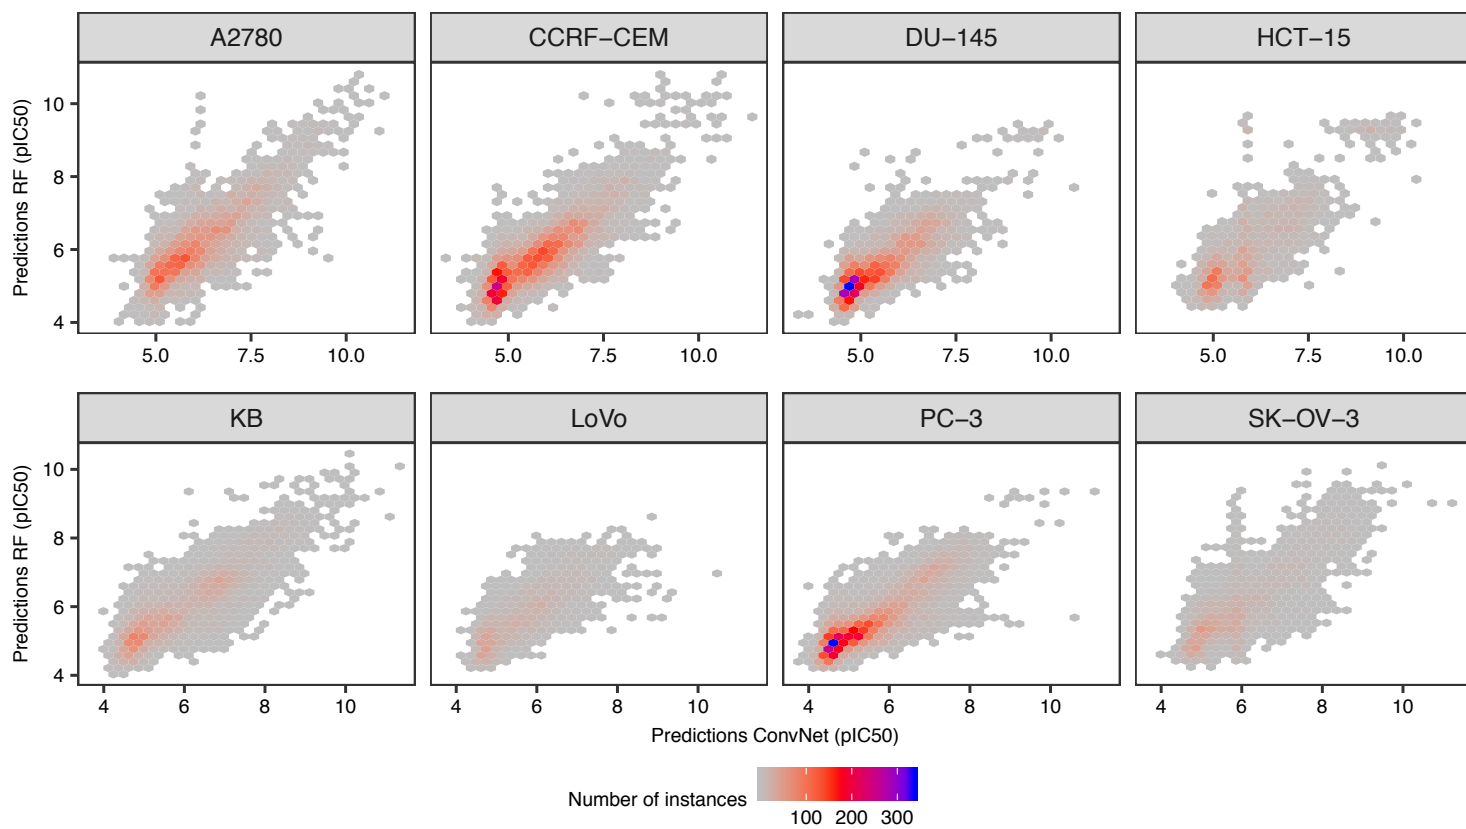 A2780 CCRF−CEM DU−145 HCT−15
Predictions RF (pIC50)
10
8
6
4
5.0 7.5 10.0 5.0 7.5 10.0 5.0 7.5 10.0 5.0 7.5 10.0
KB LoVo PC−3 SK−OV−3
Predictions RF (pIC50)
10
8
6
4
4 6 8 10 4 6 8 10 4 6 8 10 4 6 8 10
Predictions ConvNet (pIC50)
Number of instances
100 200 300